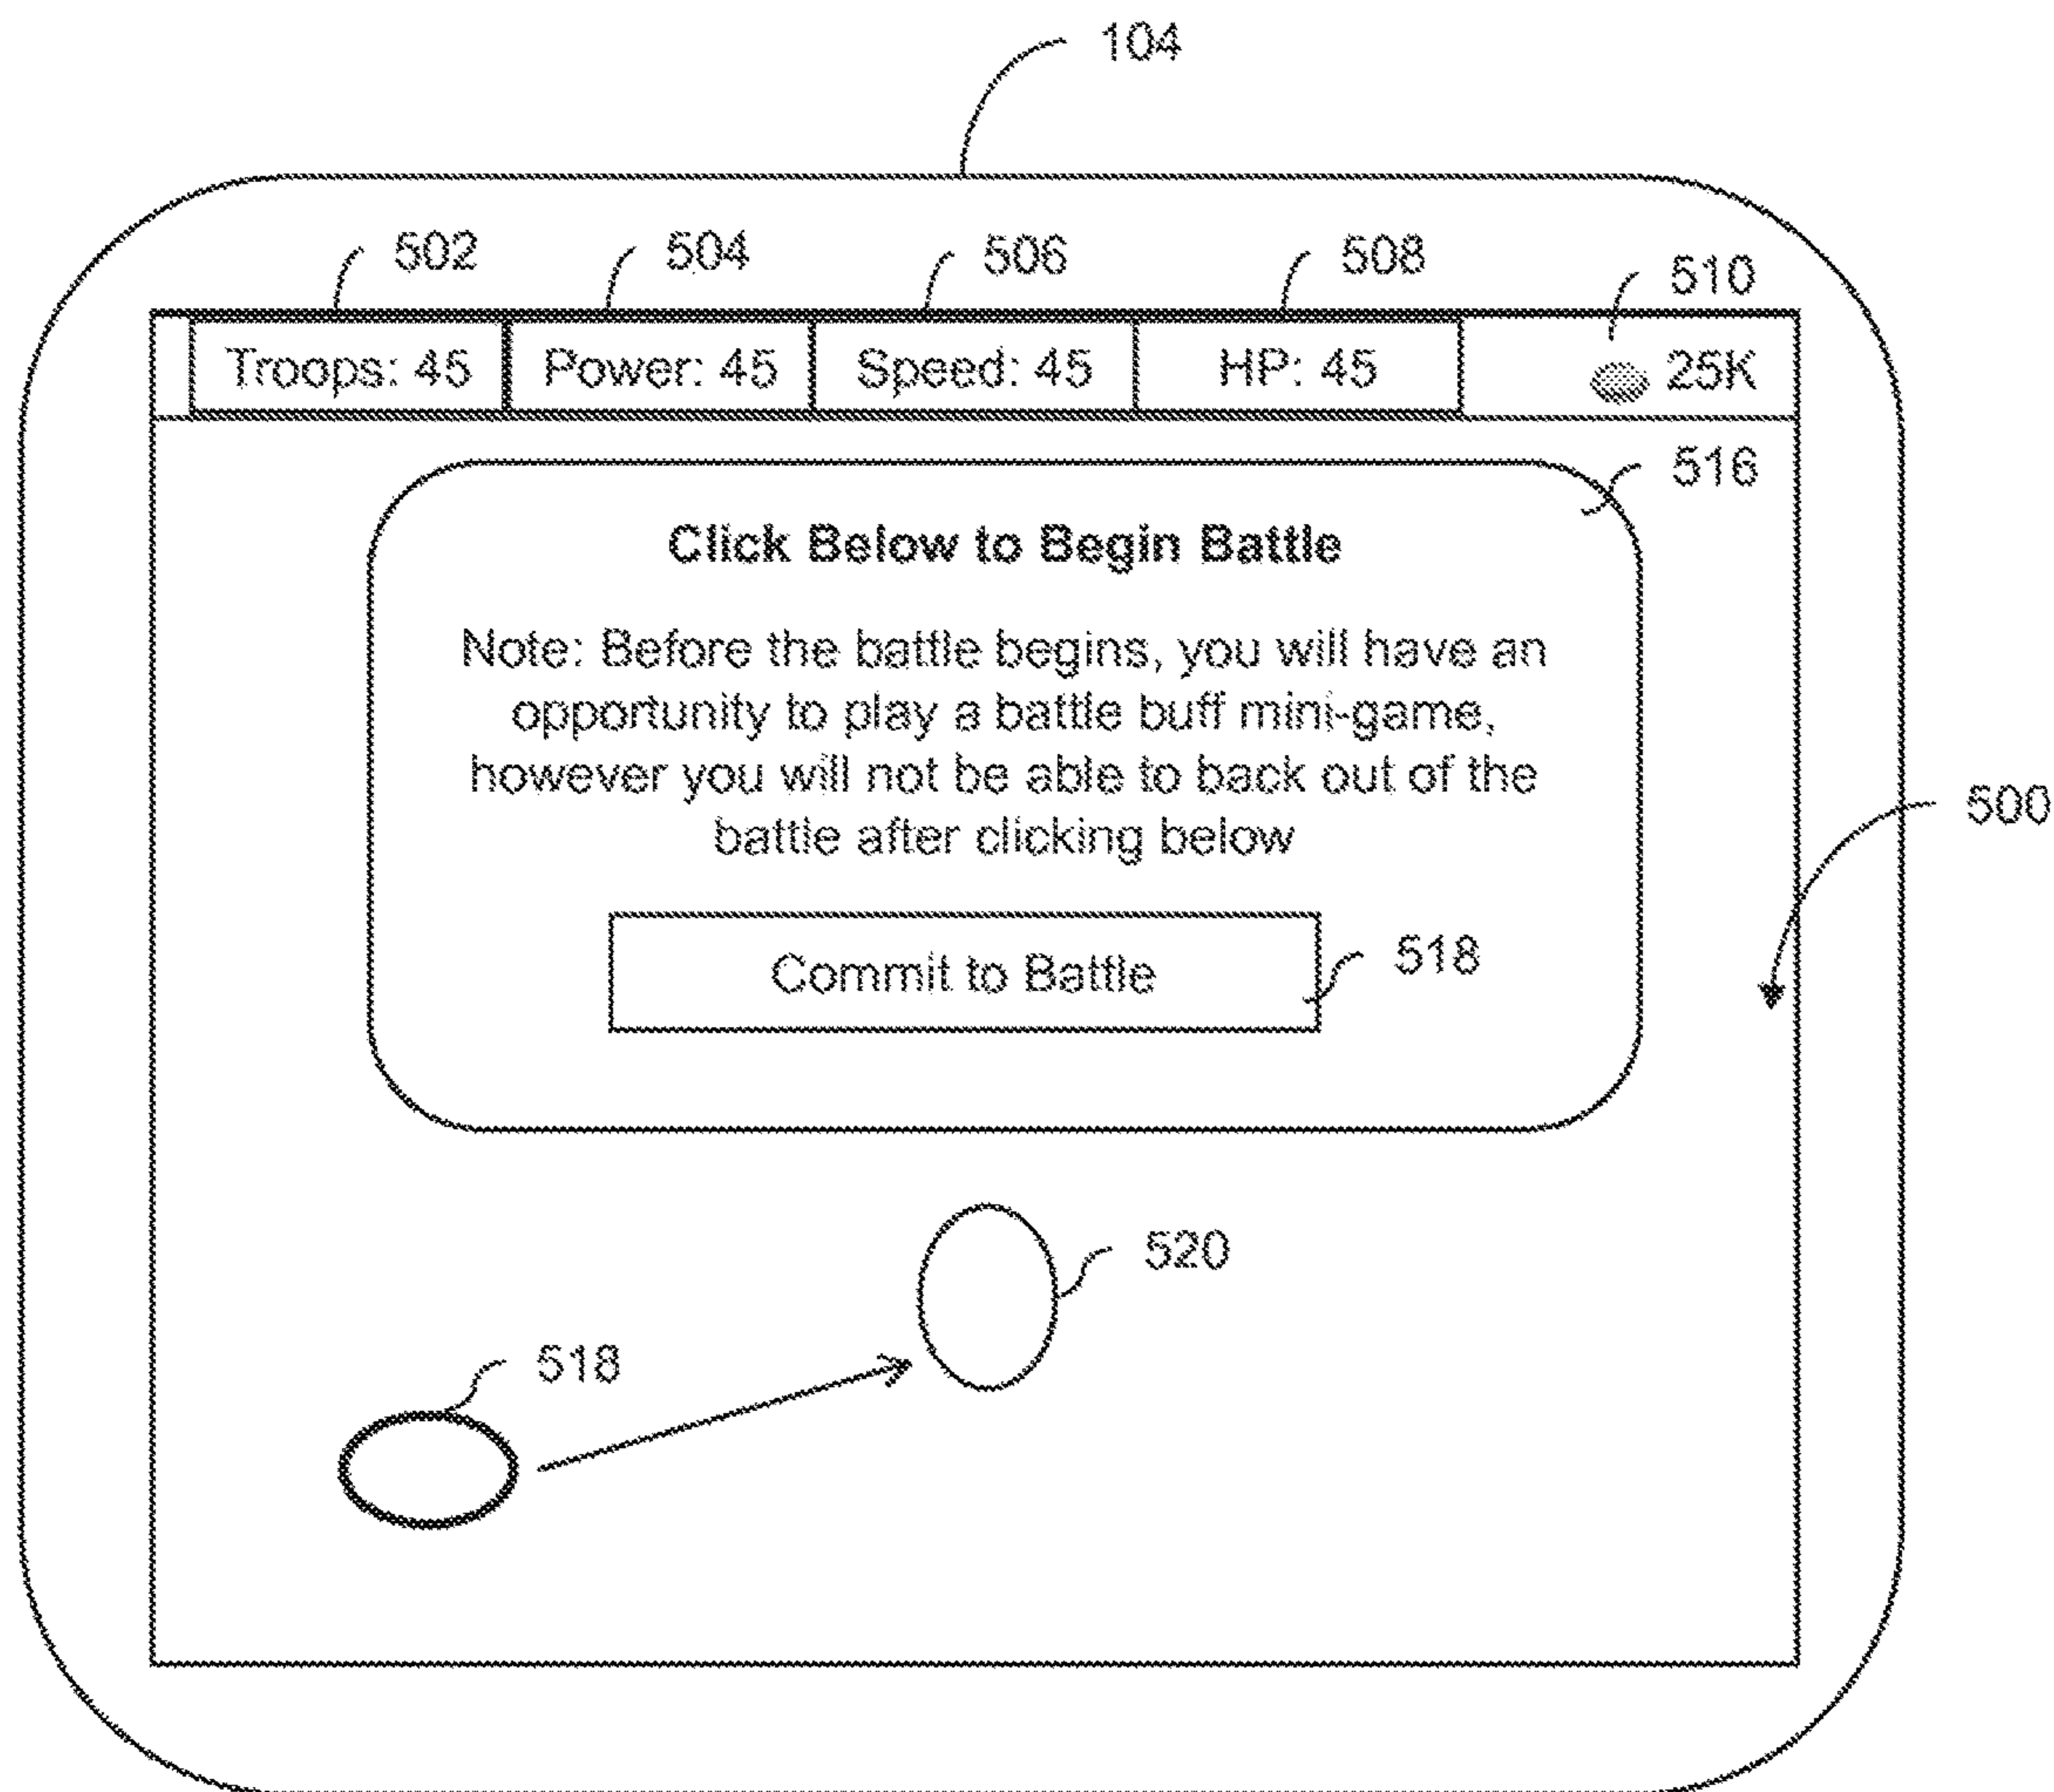 104
502 504 506 508 510
Troops: 45 Power: 45 Speed: 45 HP: 45 25K
516
Click Below to Begin Battle
Note: Before the battle begins, you will have an
opportunity to play a battle buff mini-game,
however you will not be able to back out of the
battle after clicking below
500
Commit to Battle 518
520
518